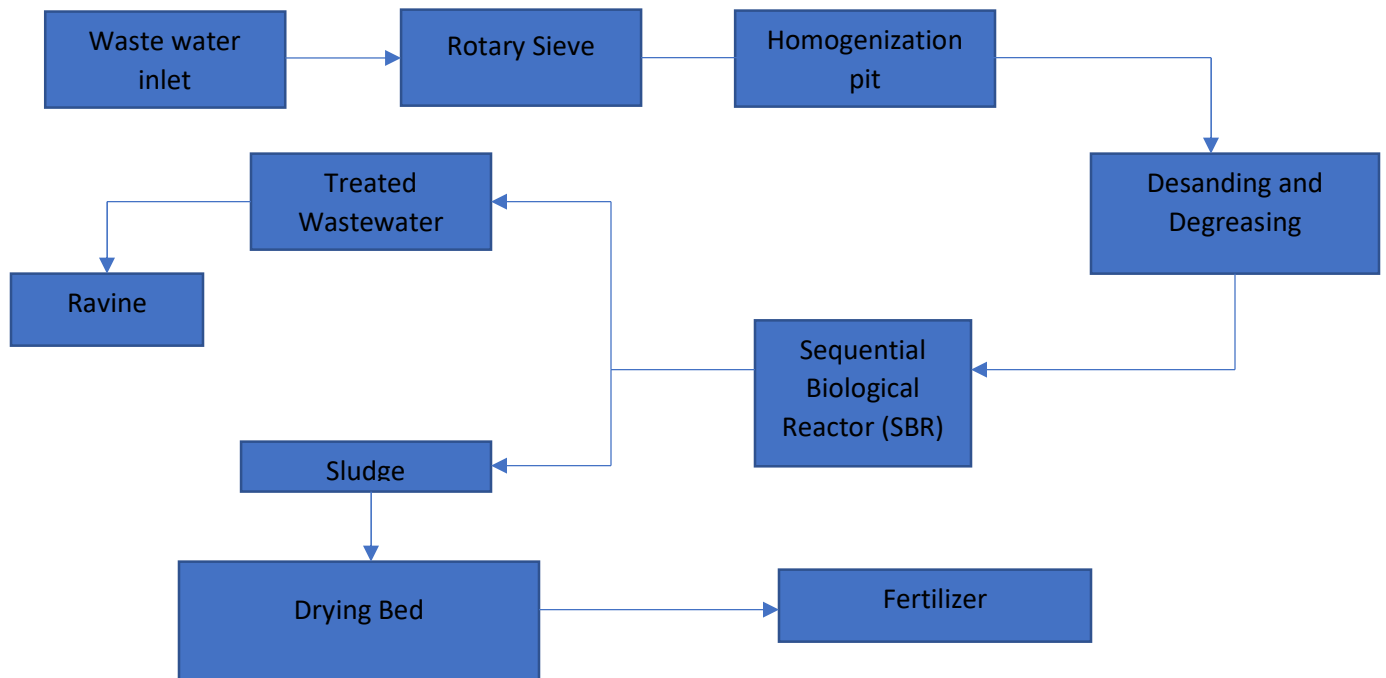 Waste water
inlet
Rotary Sieve
Homogenization
pit
Desanding and
Degreasing
Treated
Wastewater
Ravine
Sequential
Biological
Reactor (SBR)
Sludge
Drying Bed
Fertilizer